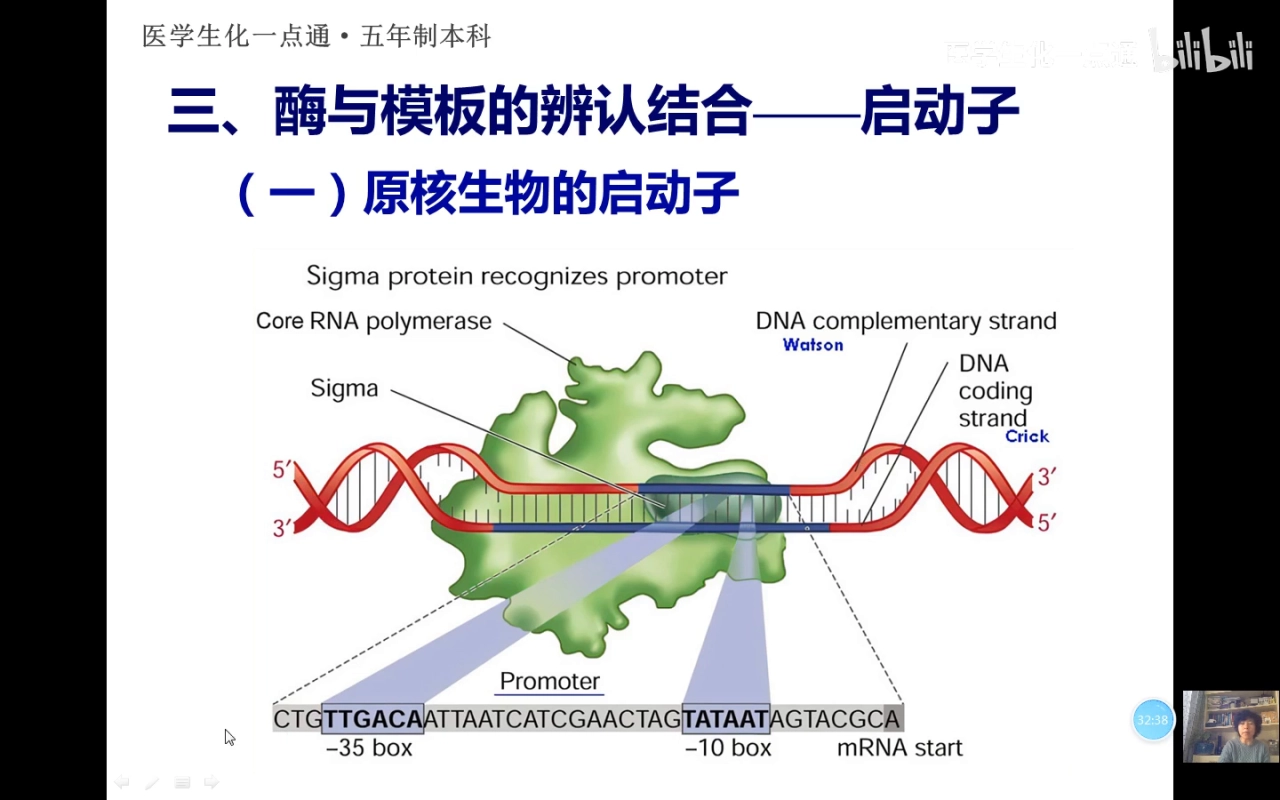 医学生化一点通·五年制本科
bilibili
三、酶与模板的辨认结合——启动子
（一）原核生物的启动子
Sigma protein recognizes promoter
Core RNA polymerase
DNA complementary strand
Watson
Sigma
DNA
coding
strand
Crick
5′
3′
3′
5′
Promoter
CTGTTGACAATTAATCATCGAACTAGTATAATAGTACGCA
–35 box
–10 box
mRNA start
32:38